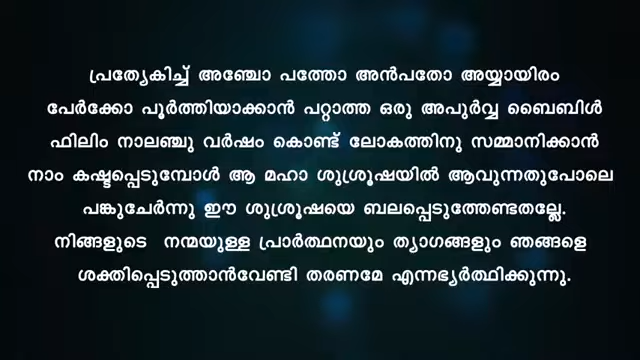 പ്രത്യേകിച്ച് അഞ്ചോ പത്തോ അൻപതോ അയ്യായിരം
പേർക്കോ പൂർത്തിയാക്കാൻ പറ്റാത്ത ഒരു അപൂർവ്വ ബൈബിൾ
ഫിലിം നാലഞ്ചു വർഷം കൊണ്ട് ലോകത്തിനു സമ്മാനിക്കാൻ
നാം കഷ്ടപ്പെടുമ്പോൾ ആ മഹാ ശുശ്രൂഷയിൽ ആവുന്നതുപോലെ
പങ്കുചേർന്നു ഈ ശുശ്രൂഷയെ ബലപ്പെടുത്തേണ്ടതല്ലേ.
നിങ്ങളുടെ നന്മയുള്ള പ്രാർത്ഥനയും ത്യാഗങ്ങളും ഞങ്ങളെ
ശക്തിപ്പെടുത്താൻവേണ്ടി തരണമേ എന്നഭ്യർത്ഥിക്കുന്നു.